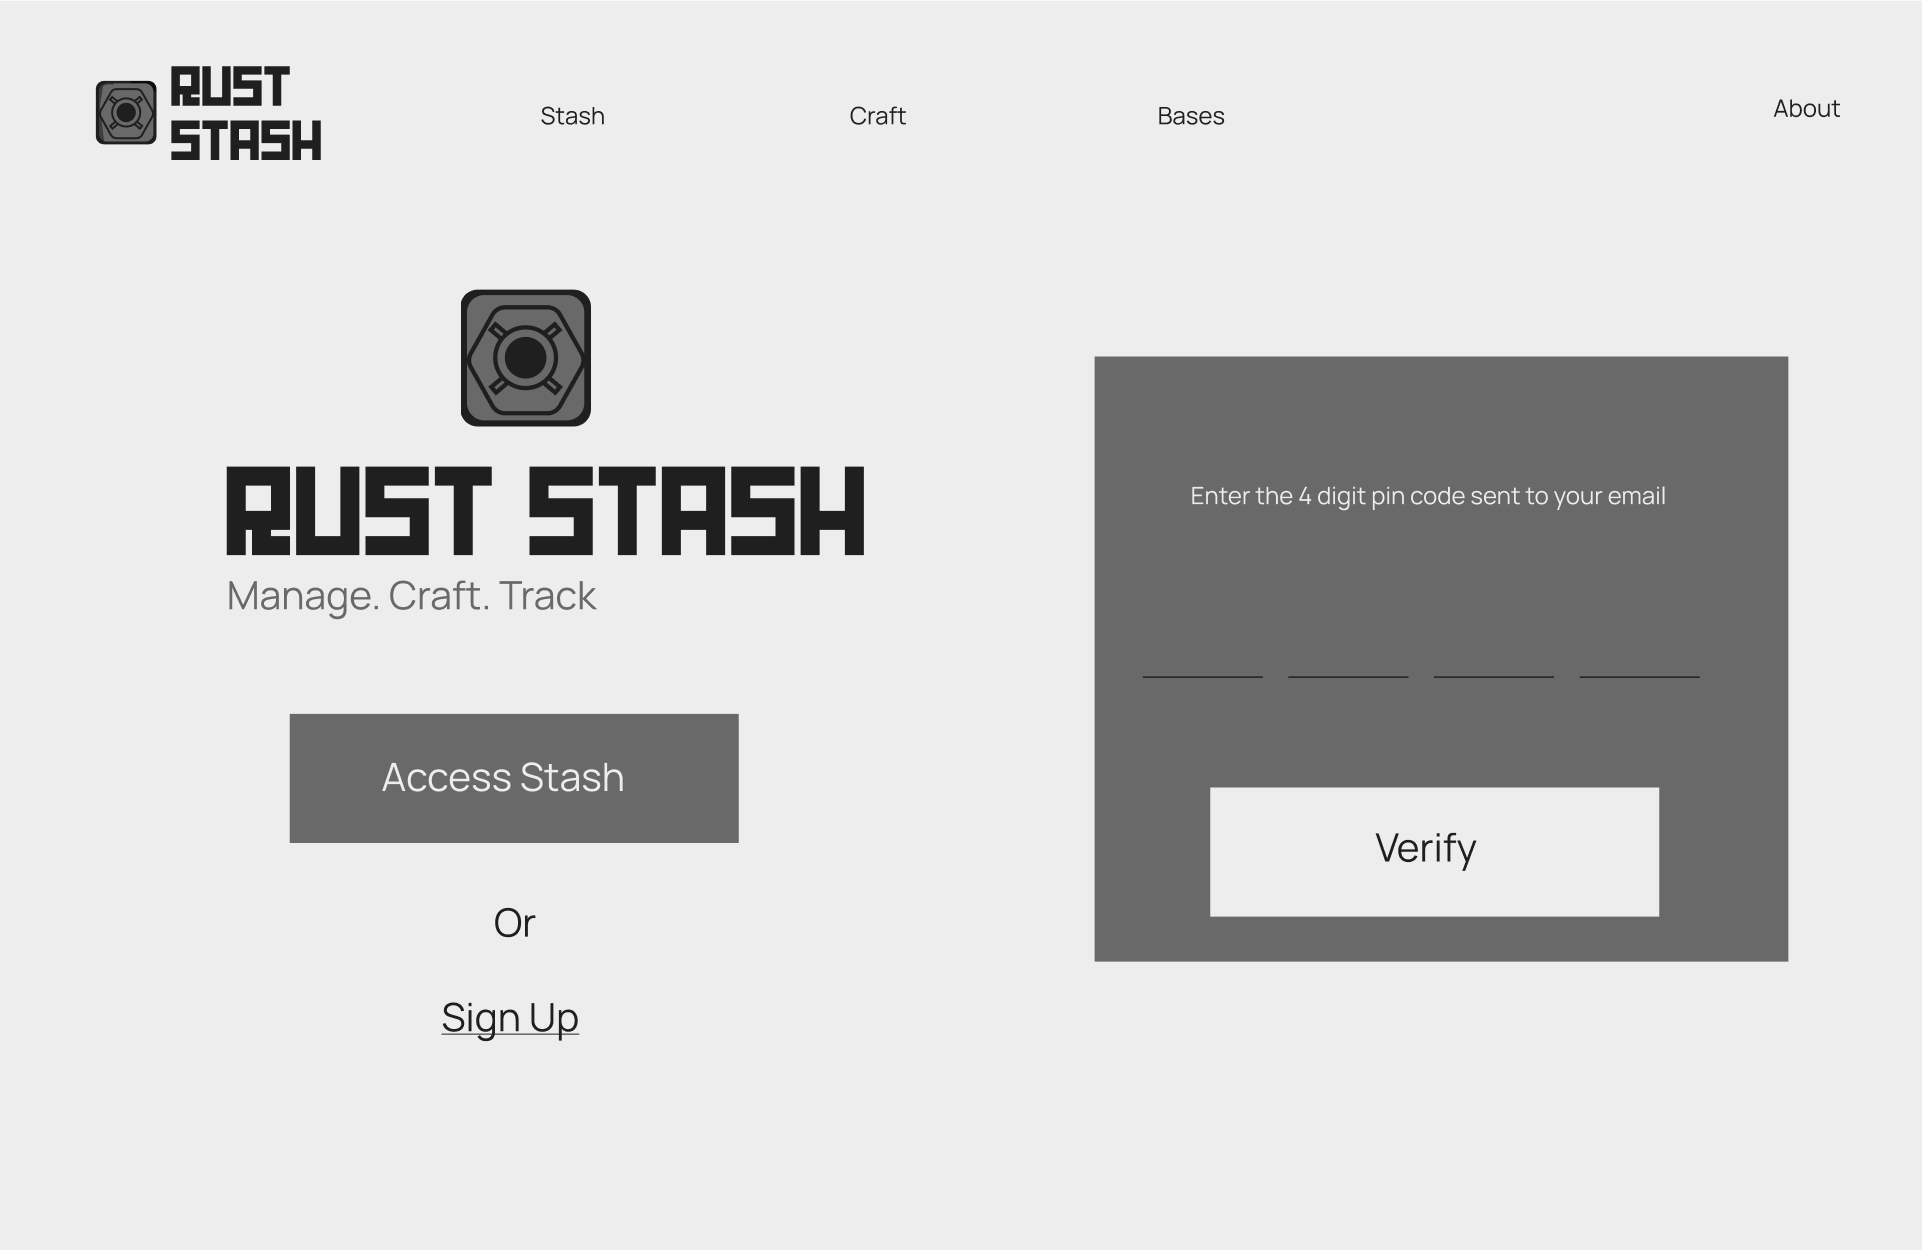 RUST
STASH
Stash
Craft
Bases
About
RUST STASH
Manage. Craft. Track
Access Stash
Or
Sign Up
Enter the 4 digit pin code sent to your email
Verify